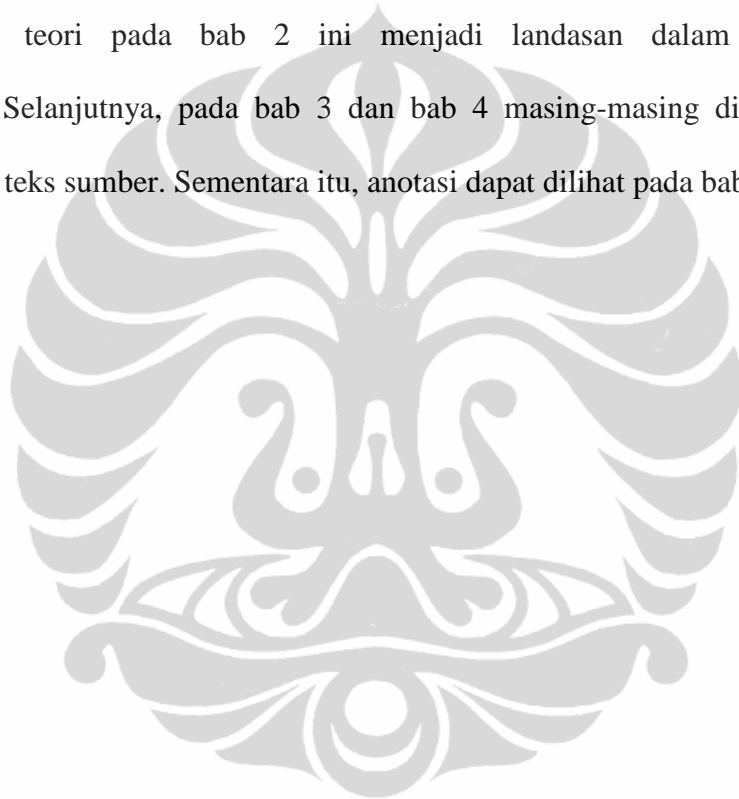 teori pada bab 2 ini menjadi landasan dalam
Selanjutnya, pada bab 3 dan bab 4 masing-masing di
teks sumber. Sementara itu, anotasi dapat dilihat pada bab